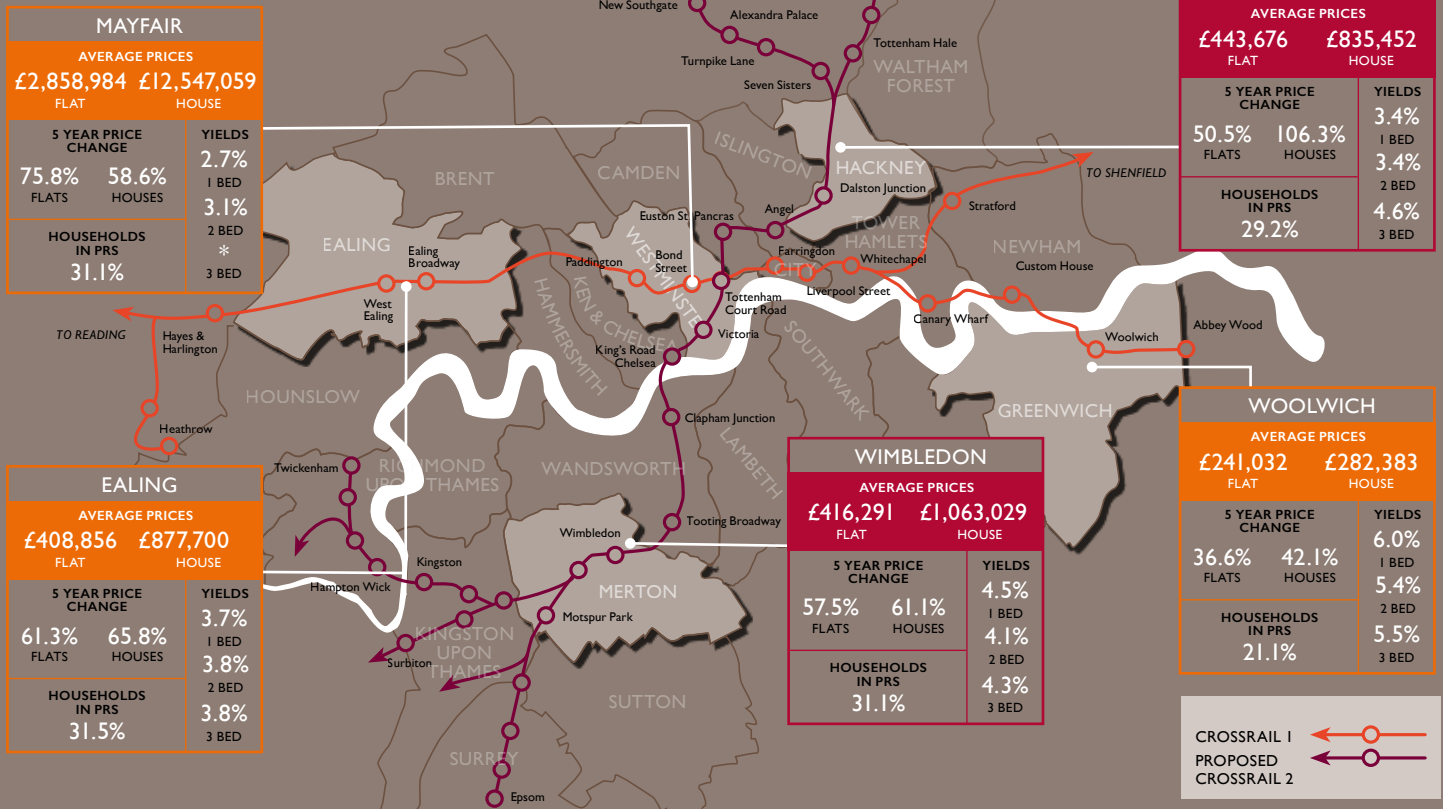 MAYFAIR
AVERAGE PRICES
£2,858,984 £12,547,059
FLAT HOUSE
5 YEAR PRICE
CHANGE
75.8% 58.6%
FLATS HOUSES
HOUSEHOLDS
IN PRS
31.1%
YIELDS
2.7%
1 BED
3.1%
2 BED
*
3 BED
New Southgate
Alexandra Palace
Turnpike Lane
Seven Sisters
Tottenham Hale
WALTHAM
FOREST
AVERAGE PRICES
£443,676 £835,452
FLAT HOUSE
5 YEAR PRICE
CHANGE
50.5% 106.3%
FLATS HOUSES
HOUSEHOLDS
IN PRS
29.2%
YIELDS
3.4%
1 BED
3.4%
2 BED
4.6%
3 BED
BRENT
CAMDEN
ISLINGTON
HACKNEY
Dalston Junction
TO SHENFIELD
Stratford
EALING
Ealing
Broadway
West
Ealing
Paddington
WESTMINSTER
Bond
Street
Euston St Pancras
Angel
TOWER
HAMLETS
Farringdon
CITY
Whitechapel
Liverpool Street
NEWHAM
Custom House
Canary Wharf
Woolwich
Abbey Wood
Tottenham
Court Road
Victoria
King's Road
Chelsea
KEN & CHELSEA
HAMMERSMITH
SOUTHWARK
TO READING
Hayes &
Harlington
Heathrow
HOUNSLOW
GREENWICH
Clapham Junction
LAMBETH
WANDSWORTH
Tooting Broadway
Twickenham
RICHMOND
UPON THAMES
Hampton Wick
Kingston
Wimbledon
MERTON
Motspur Park
KINGSTON
UPON
THAMES
Surbiton
SUTTON
SURREY
Epsom
EALING
AVERAGE PRICES
£408,856 £877,700
FLAT HOUSE
5 YEAR PRICE
CHANGE
61.3% 65.8%
FLATS HOUSES
HOUSEHOLDS
IN PRS
31.5%
YIELDS
3.7%
1 BED
3.8%
2 BED
3.8%
3 BED
WIMBLEDON
AVERAGE PRICES
£416,291 £1,063,029
FLAT HOUSE
5 YEAR PRICE
CHANGE
57.5% 61.1%
FLATS HOUSES
HOUSEHOLDS
IN PRS
31.1%
YIELDS
4.5%
1 BED
4.1%
2 BED
4.3%
3 BED
WOOLWICH
AVERAGE PRICES
£241,032 £282,383
FLAT HOUSE
5 YEAR PRICE
CHANGE
36.6% 42.1%
FLATS HOUSES
HOUSEHOLDS
IN PRS
21.1%
YIELDS
6.0%
1 BED
5.4%
2 BED
5.5%
3 BED
CROSSRAIL 1
PROPOSED
CROSSRAIL 2